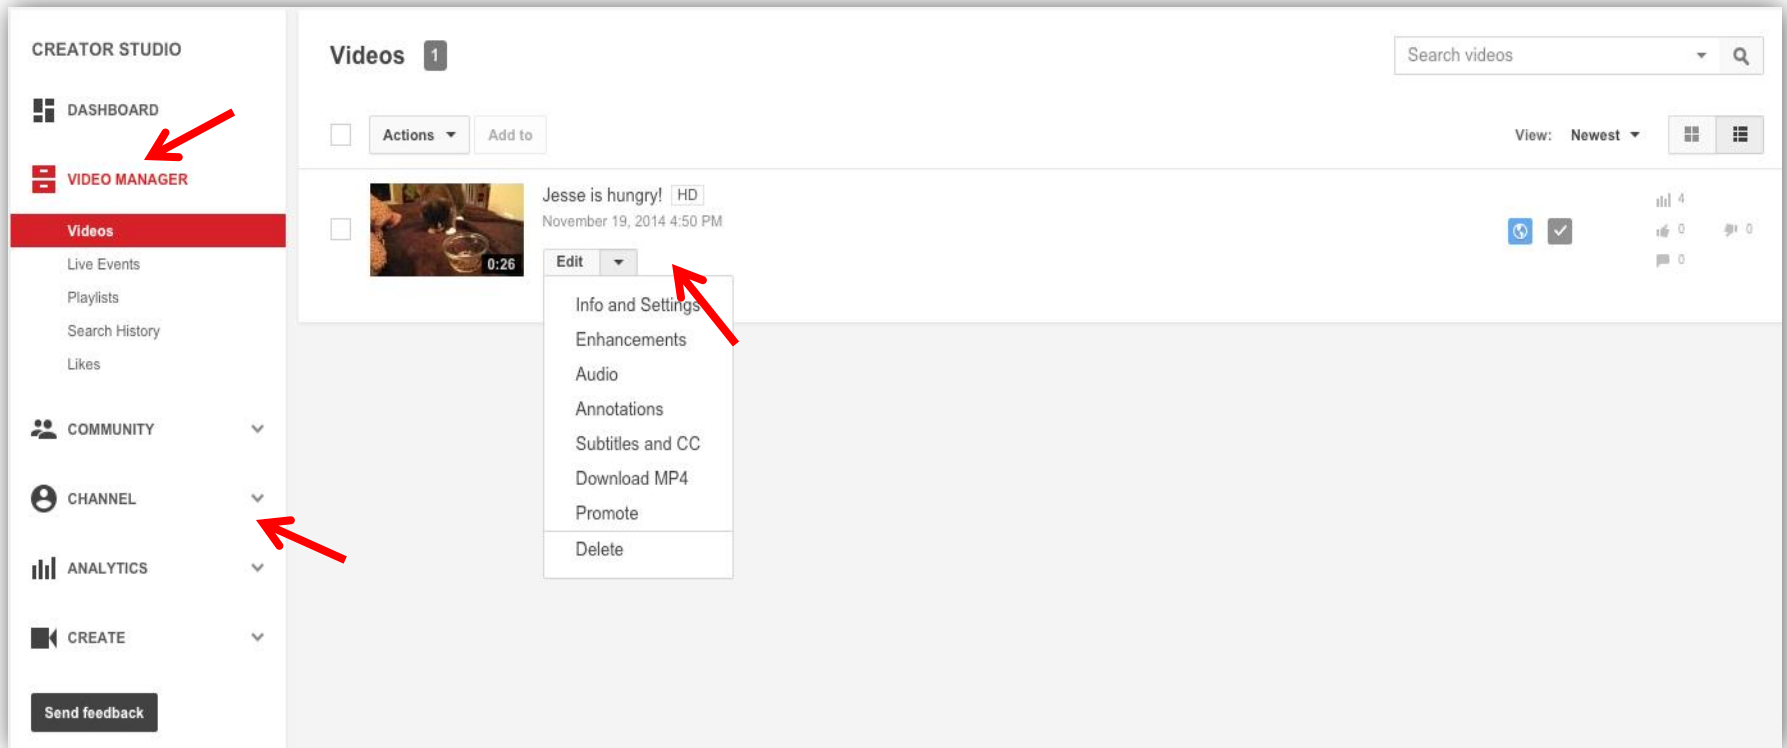 CREATOR STUDIO
DASHBOARD
VIDEO MANAGER
Videos
Live Events
Playlists
Search History
Likes
COMMUNITY
CHANNEL
ANALYTICS
CREATE
Send feedback
Videos 1
Search videos
Actions Add to
View: Newest
Jesse is hungry! HD
November 19, 2014 4:50 PM
0:26
Edit
Info and Settings
Enhancements
Audio
Annotations
Subtitles and CC
Download MP4
Promote
Delete
4
0 0
0